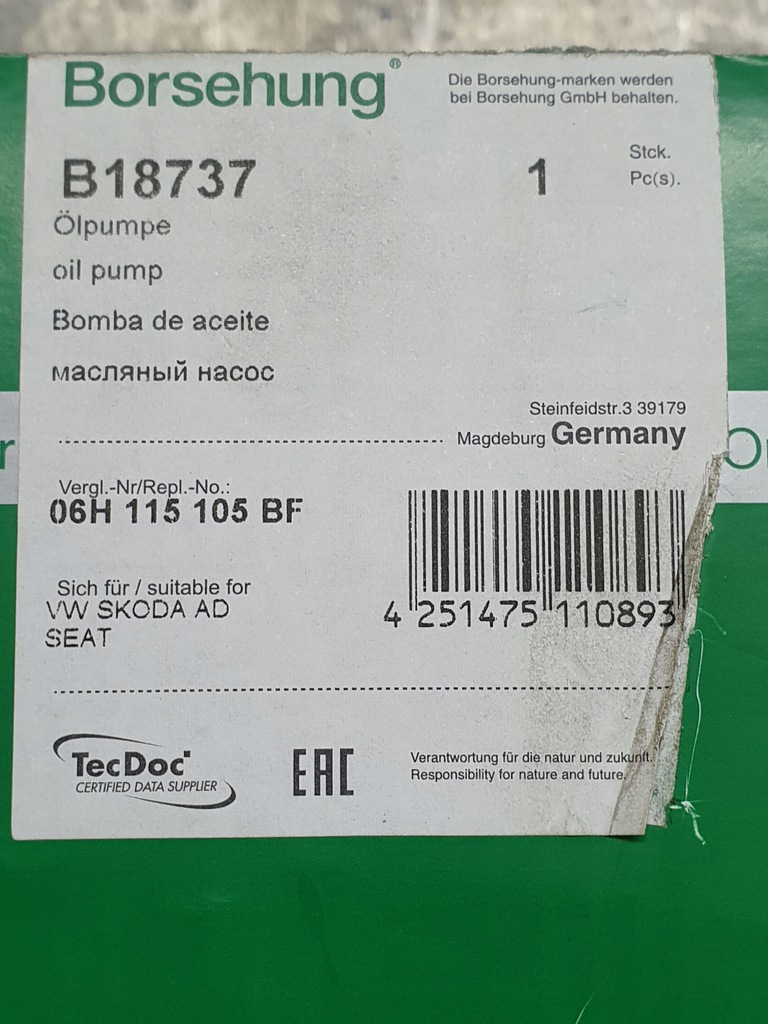 Borsehung®
Die Borsehung-marken werden
bei Borsehung GmbH behalten.
B18737
1
Stck.
Pc(s).
Ölpumpe
oil pump
Bomba de aceite
масляный насос
Steinfeidstr.3 39179
Magdeburg Germany
Vergl.-Nr/Repl.-No.:
06H 115 105 BF
Sich für / suitable for
VW SKODA AD
SEAT
4 251475 110893
TecDoc
CERTIFIED DATA SUPPLIER
EAC
Verantwortung für die natur und zukunft.
Responsibility for nature and future.